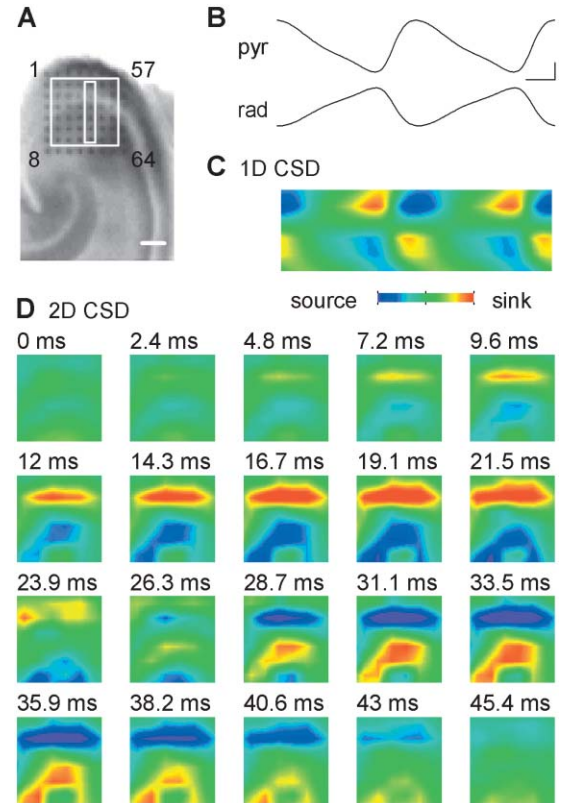 A
1 57
8 64
B
pyr
rad
C 1D CSD
source sink
D 2D CSD
0 ms 2.4 ms 4.8 ms 7.2 ms 9.6 ms
12 ms 14.3 ms 16.7 ms 19.1 ms 21.5 ms
23.9 ms 26.3 ms 28.7 ms 31.1 ms 33.5 ms
35.9 ms 38.2 ms 40.6 ms 43 ms 45.4 ms